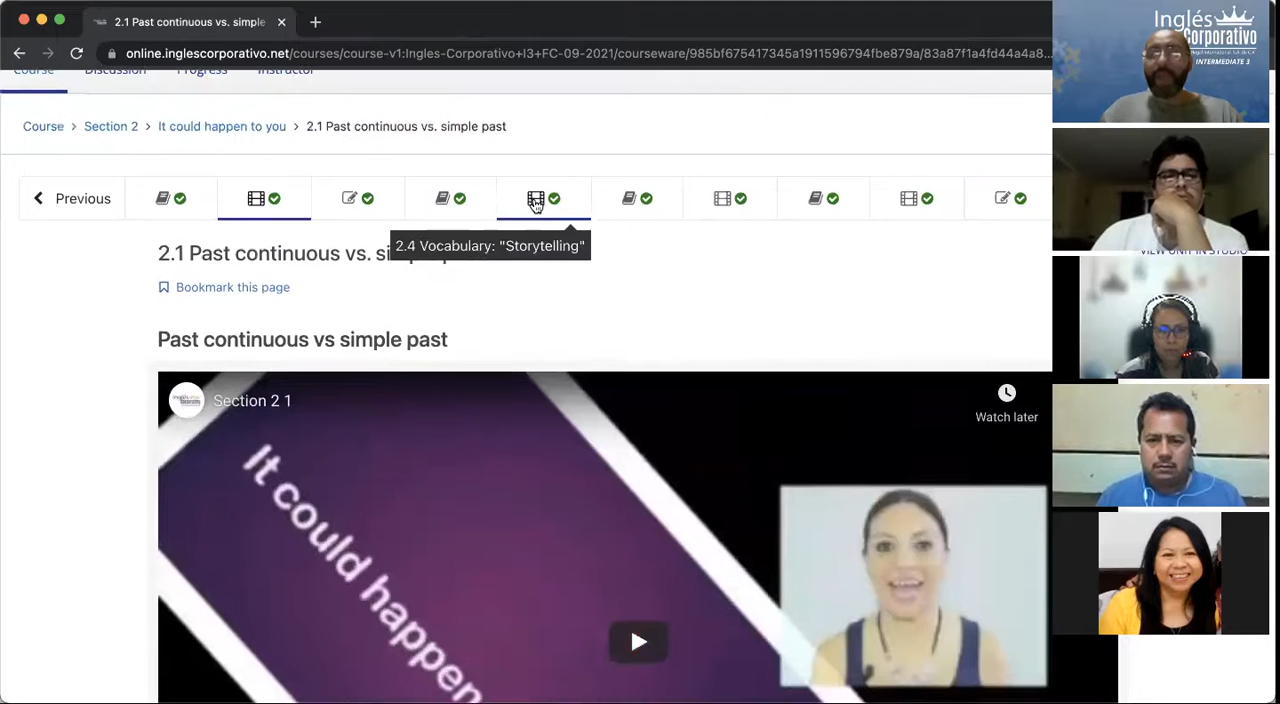 2.1 Past continuous vs. simple
online.inglescorporativo.net/courses/course-v1:Ingles-Corporativo+I3-09-2021/courseware/985bf675417345a1911596794fbe879a/83a87f1a4fd44a4a8...
Course Discussion Progress Instructor
Course > Section 2 > It could happen to you > 2.1 Past continuous vs. simple past
Previous
2.4 Vocabulary: "Storytelling"
2.1 Past continuous vs. si
Bookmark this page
VIEW UNIT IN STUDIO
Past continuous vs simple past
Section 2 1
Watch later
It could happen
Inglés
Corporativo
INTERMEDIATE 3